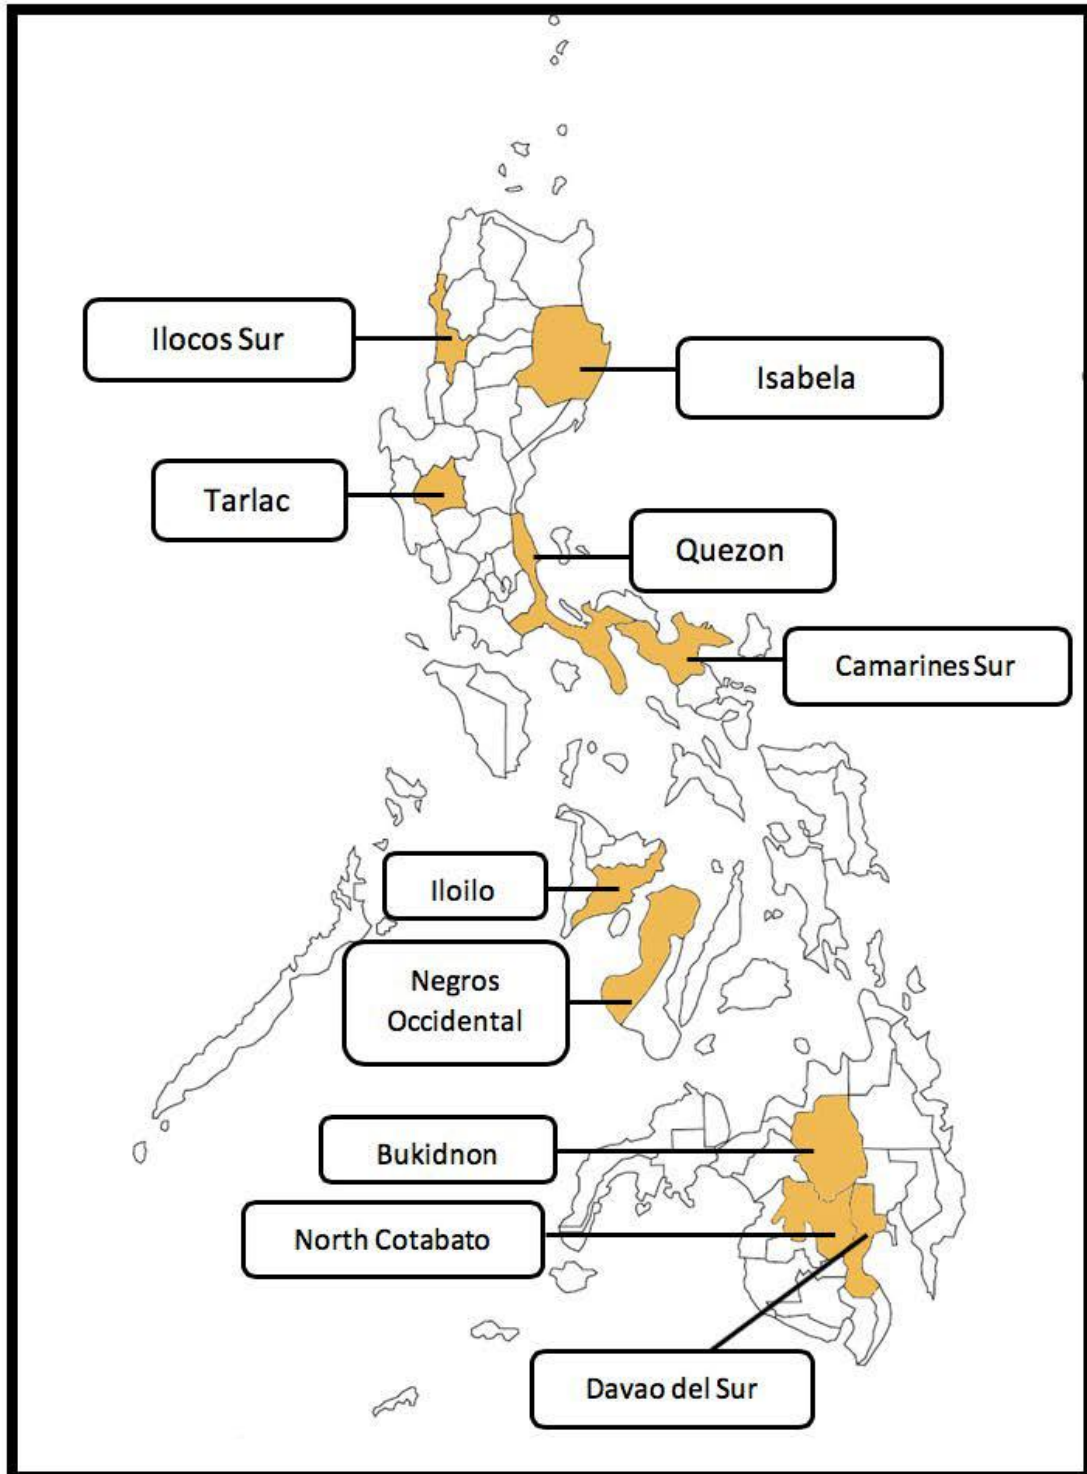 Ilocos Sur
Isabela
Tarlac
Quezon
Camarines Sur
Iloilo
Negros
Occidental
Bukidnon
North Cotabato
Davao del Sur